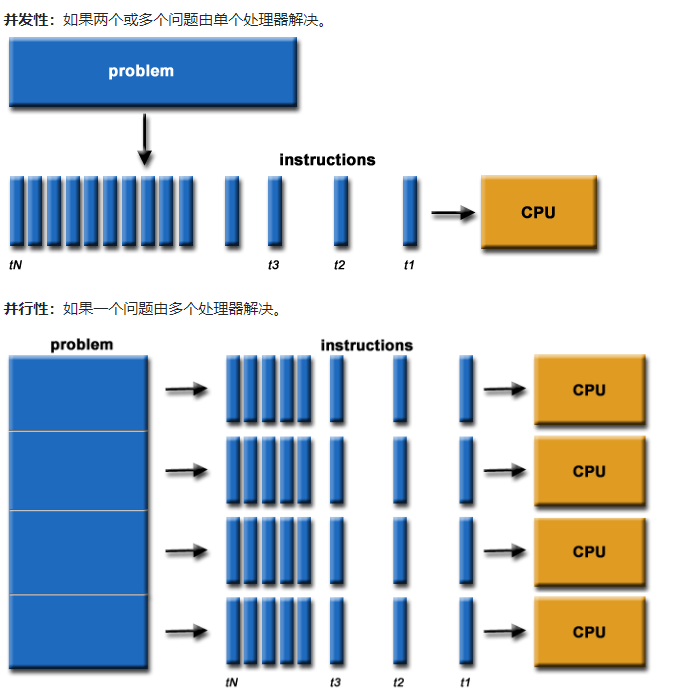 并发性：如果两个或多个问题由单个处理器解决。
problem
instructions
CPU
tN t3 t2 t1
并行性：如果一个问题由多个处理器解决。
problem instructions
CPU
CPU
CPU
CPU
tN t3 t2 t1